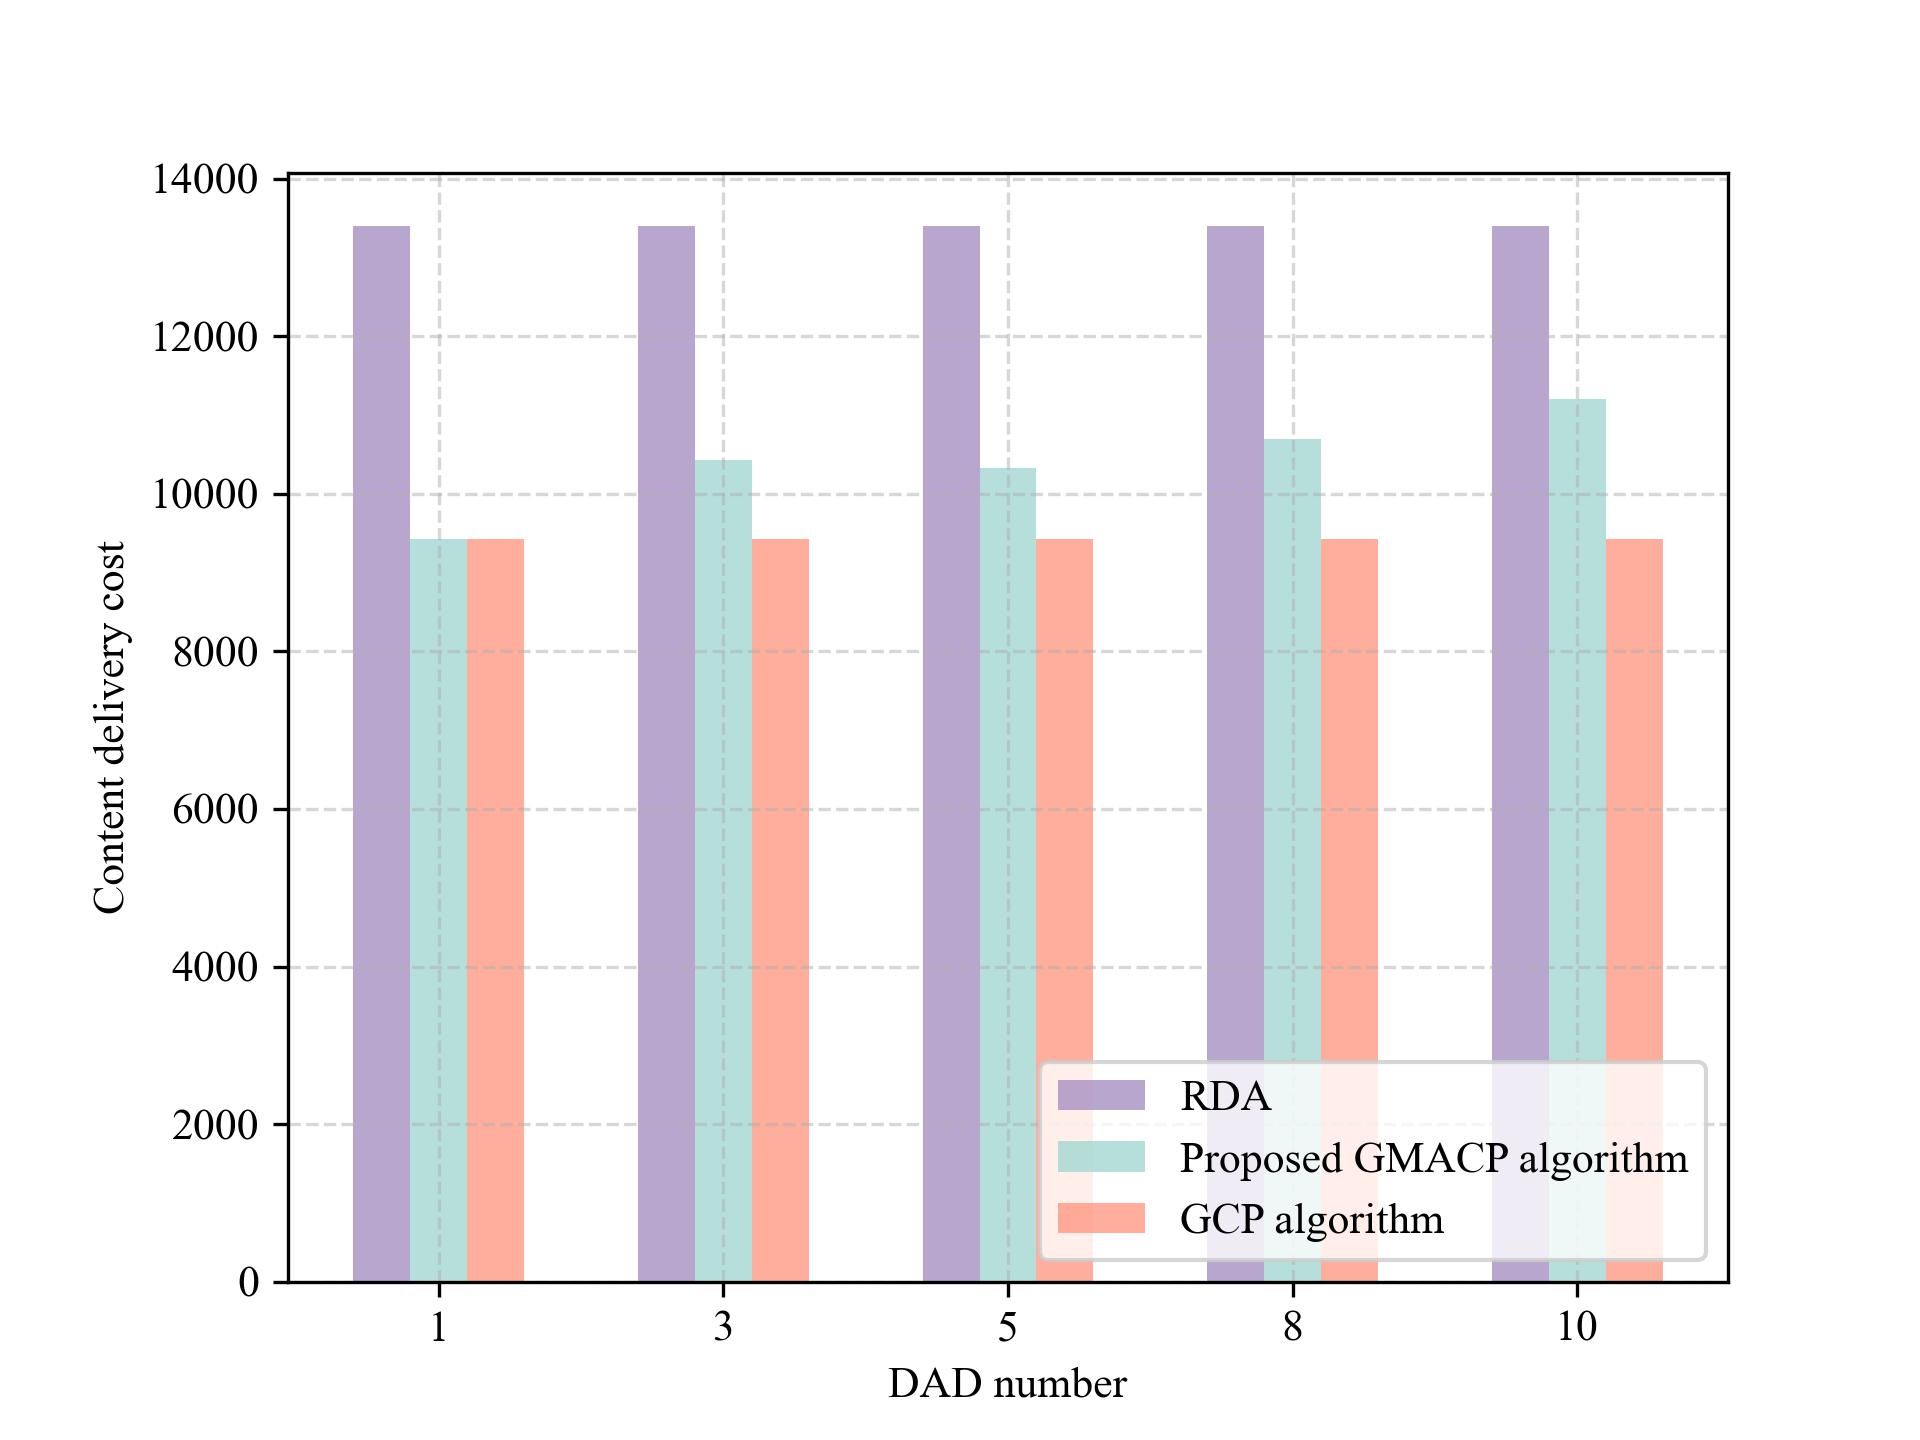 14000
12000
10000
8000
6000
4000
2000
0
Content delivery cost
1 3 5 8 10
DAD number
RDA
Proposed GMACP algorithm
GCP algorithm